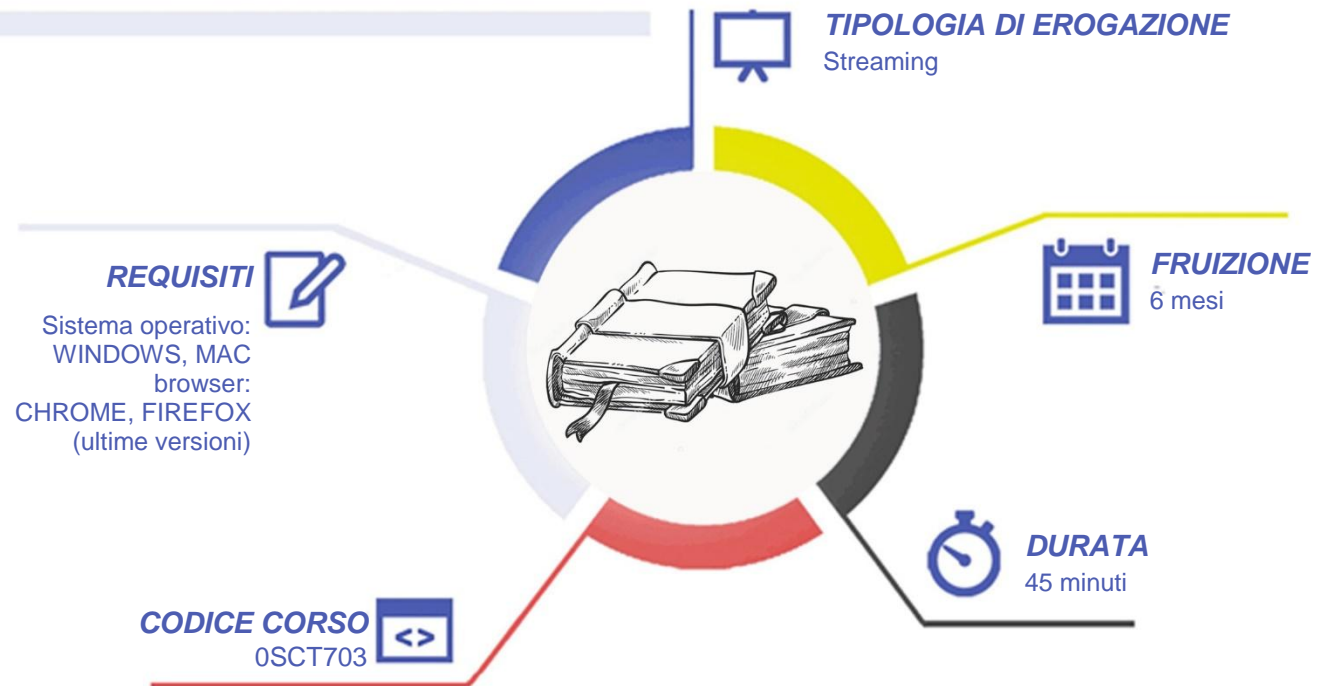 TIPOLOGIA DI EROGAZIONE
Streaming
REQUISITI
Sistema operativo:
WINDOWS, MAC
browser:
CHROME, FIREFOX
(ultime versioni)
FRUIZIONE
6 mesi
DURATA
45 minuti
CODICE CORSO
0SCT703